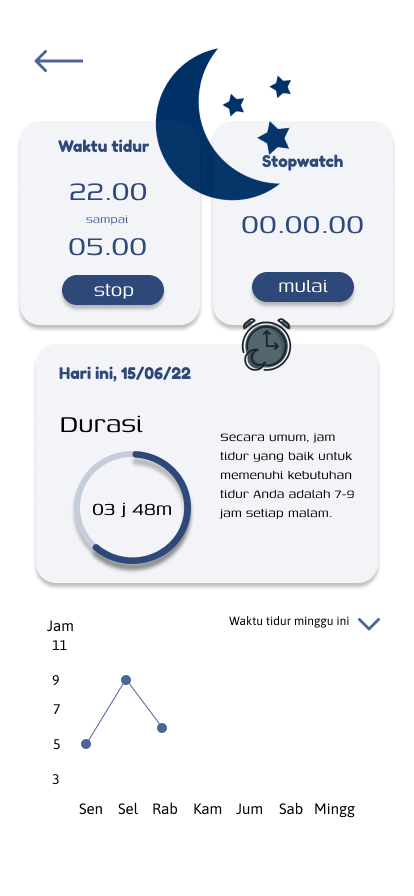 Waktu tidur
22.00
sampai
05.00
stop
Stopwatch
00.00.00
mulai
Hari ini, 15/06/22
Durasi
03 j 48m
Secara umum, jam
tidur yang baik untuk
memenuhi kebutuhan
tidur Anda adalah 7-9
jam setiap malam.
Waktu tidur minggu ini
Jam
11
9
7
5
3
Sen Sel Rab Kam Jum Sab Mingg